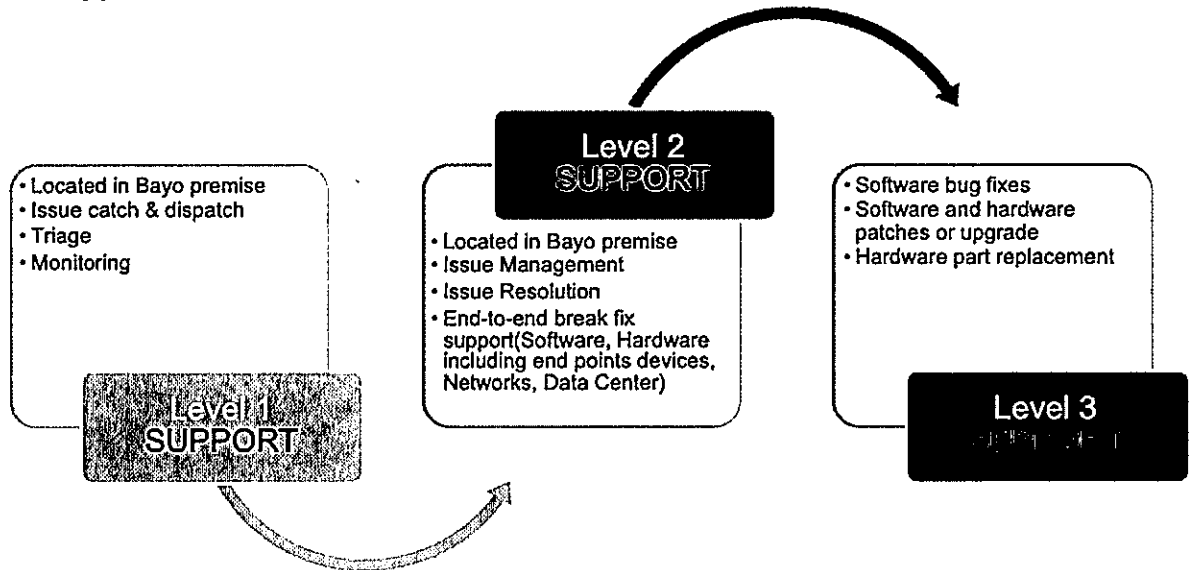 • Located in Bayo premise
• Issue catch & dispatch
• Triage
• Monitoring
Level 1
SUPPORT
Level 2
SUPPORT
• Located in Bayo premise
• Issue Management
• Issue Resolution
• End-to-end break fix
support(Software, Hardware
including end points devices,
Networks, Data Center)
• Software bug fixes
• Software and hardware
patches or upgrade
• Hardware part replacement
Level 3